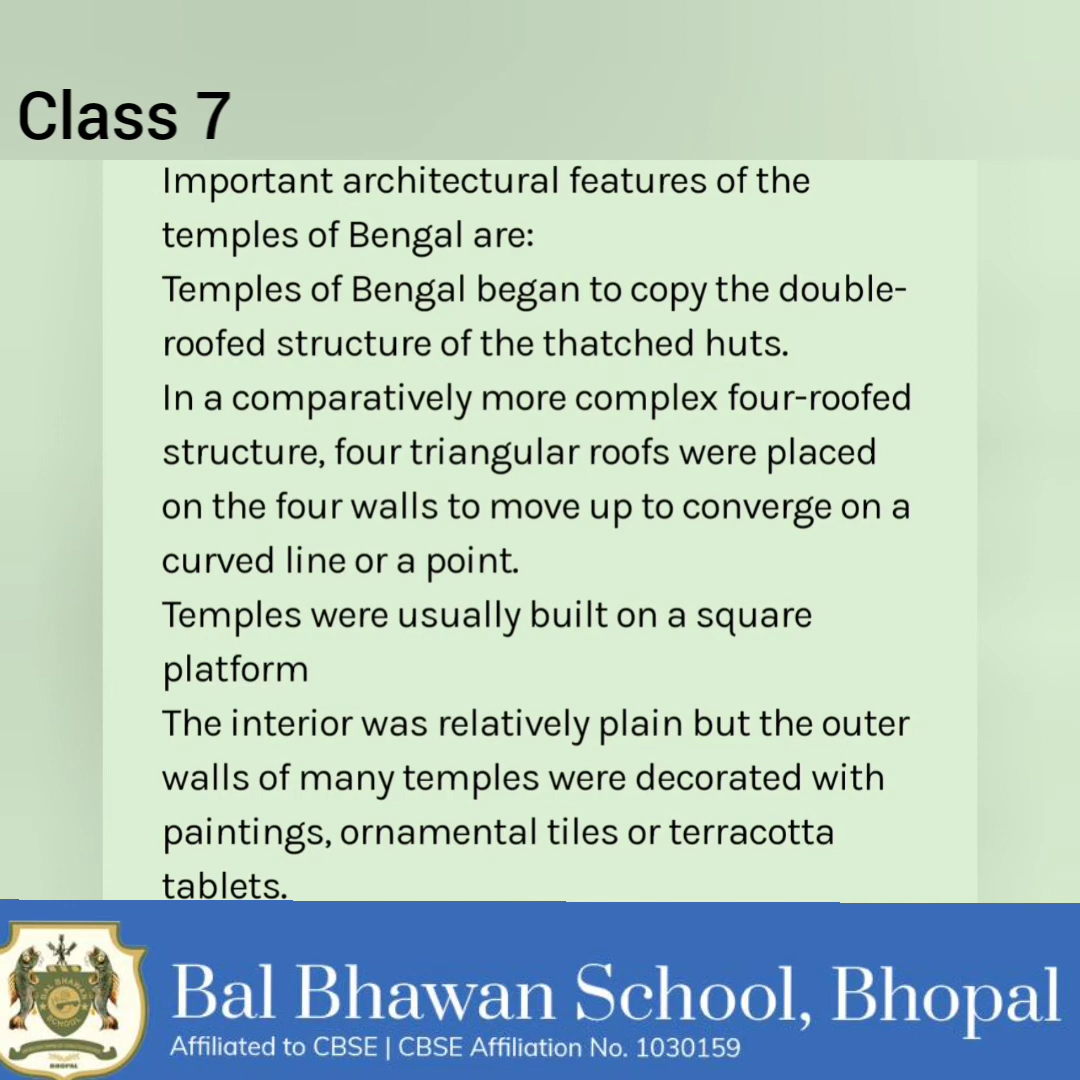 Class 7
Important architectural features of the
temples of Bengal are:
Temples of Bengal began to copy the double-
roofed structure of the thatched huts.
In a comparatively more complex four-roofed
structure, four triangular roofs were placed
on the four walls to move up to converge on a
curved line or a point.
Temples were usually built on a square
platform
The interior was relatively plain but the outer
walls of many temples were decorated with
paintings, ornamental tiles or terracotta
tablets.
Bal Bhawan School, Bhopal
Affiliated to CBSE | CBSE Affiliation No. 1030159
BAL BHAWAN
SCHOOL
BHOPAL